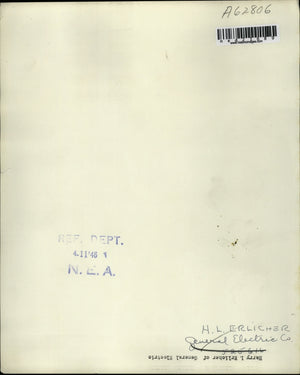 A62806
REF. DEPT.
4-11'46 1
N. E. A.
H. L. ERLICHER
General Electric Co
Harry L Erlicher of General Electric